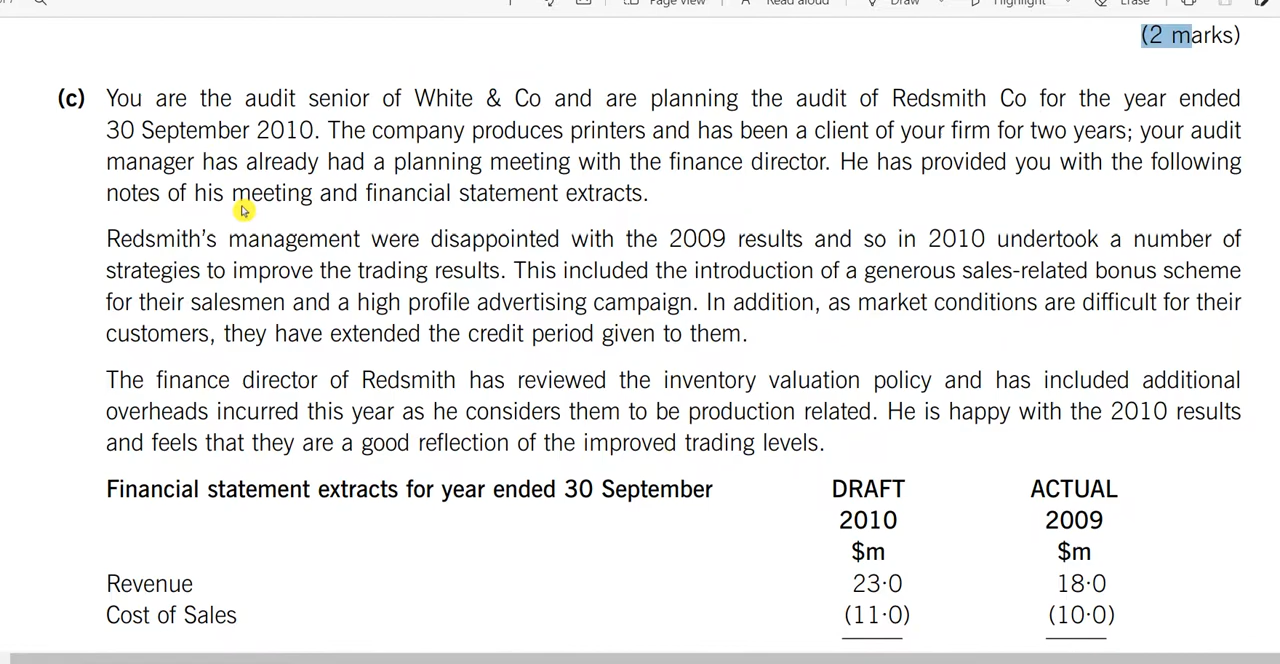 Page view
Read aloud
Draw
Highlight
Erase
(2 marks)
(c) You are the audit senior of White & Co and are planning the audit of Redsmith Co for the year ended
30 September 2010. The company produces printers and has been a client of your firm for two years; your audit
manager has already had a planning meeting with the finance director. He has provided you with the following
notes of his meeting and financial statement extracts.
Redsmith's management were disappointed with the 2009 results and so in 2010 undertook a number of
strategies to improve the trading results. This included the introduction of a generous sales-related bonus scheme
for their salesmen and a high profile advertising campaign. In addition, as market conditions are difficult for their
customers, they have extended the credit period given to them.
The finance director of Redsmith has reviewed the inventory valuation policy and has included additional
overheads incurred this year as he considers them to be production related. He is happy with the 2010 results
and feels that they are a good reflection of the improved trading levels.
Financial statement extracts for year ended 30 September DRAFT ACTUAL
2010 2009
$m $m
Revenue 23·0 18·0
Cost of Sales (11·0) (10·0)